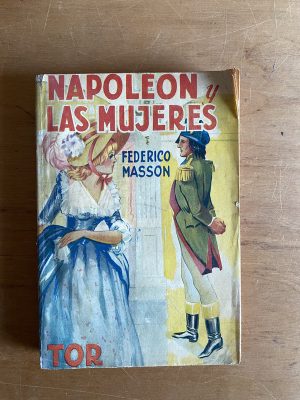 NAPOLEON y
LAS MUJERES
FEDERICO
MASSON
TOR